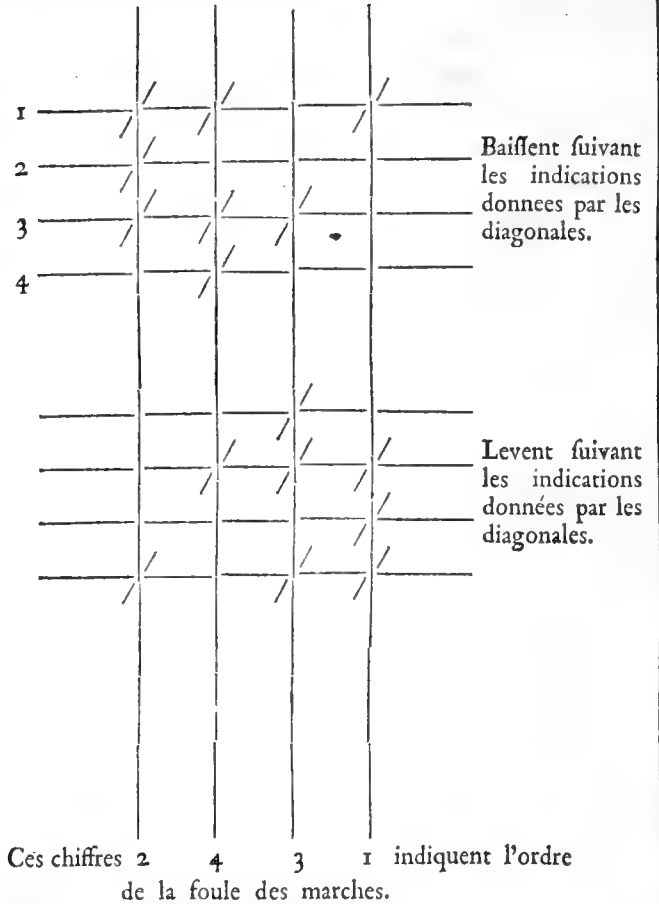 1
2
3
4
Baiſſent ſuivant
les indications
donnees par les
diagonales.
Levent ſuivant
les indications
données par les
diagonales.
Ces chiffres 2 4 3 1 indiquent l'ordre
de la foule des marches.